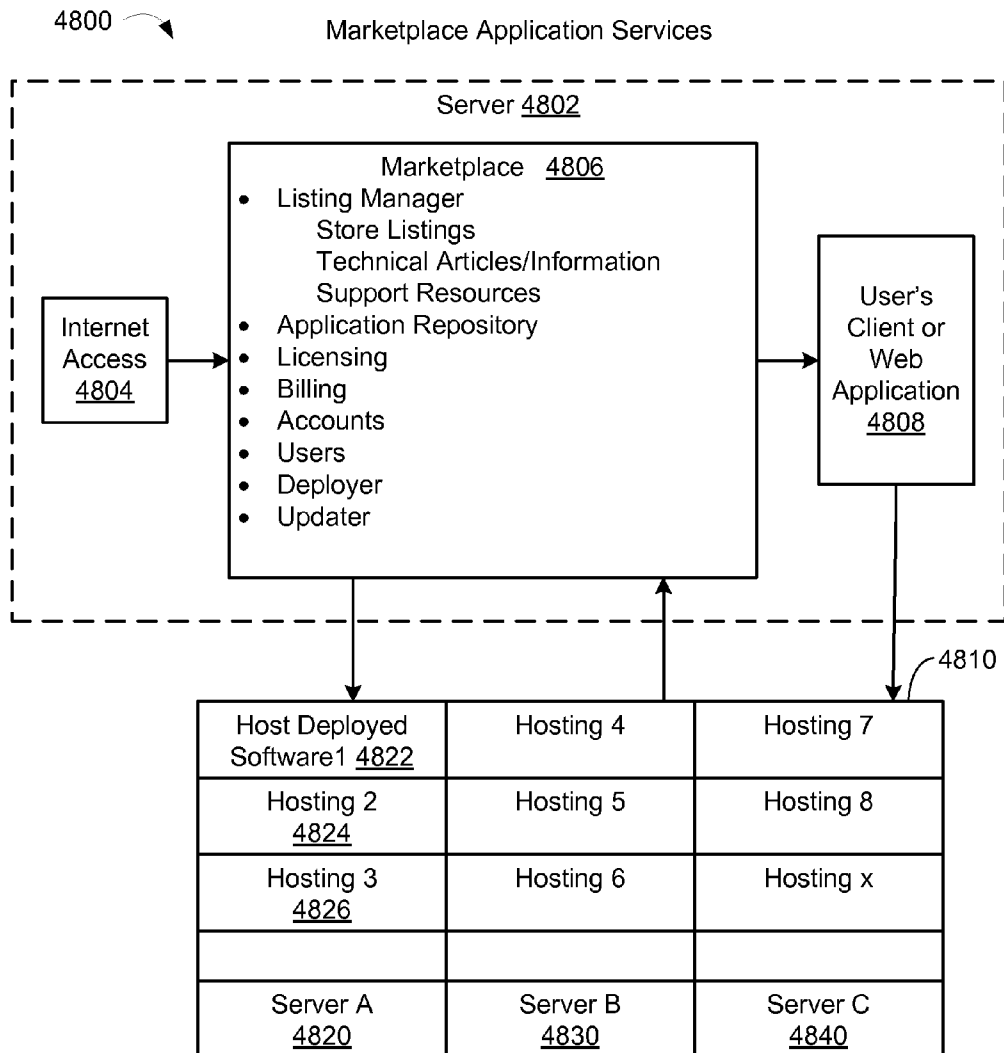 4800
Marketplace Application Services
Server 4802
Marketplace 4806
• Listing Manager
Store Listings
Technical Articles/Information
Support Resources
• Application Repository
• Licensing
• Billing
• Accounts
• Users
• Deployer
• Updater
Internet
Access
4804
User's
Client or
Web
Application
4808
4810
Host Deployed
Software1 4822
Hosting 4
Hosting 7
Hosting 2
4824
Hosting 5
Hosting 8
Hosting 3
4826
Hosting 6
Hosting x
Server A
4820
Server B
4830
Server C
4840